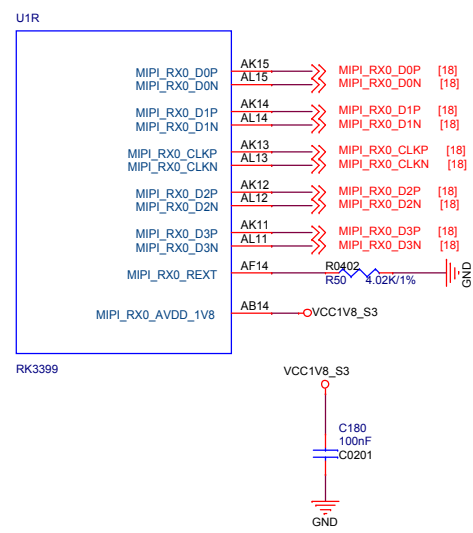 U1R
MIPI_RX0_D0P AK15 MIPI_RX0_D0P [18]
MIPI_RX0_D0N AL15 MIPI_RX0_D0N [18]
MIPI_RX0_D1P AK14 MIPI_RX0_D1P [18]
MIPI_RX0_D1N AL14 MIPI_RX0_D1N [18]
MIPI_RX0_CLKP AK13 MIPI_RX0_CLKP [18]
MIPI_RX0_CLKN AL13 MIPI_RX0_CLKN [18]
MIPI_RX0_D2P AK12 MIPI_RX0_D2P [18]
MIPI_RX0_D2N AL12 MIPI_RX0_D2N [18]
MIPI_RX0_D3P AK11 MIPI_RX0_D3P [18]
MIPI_RX0_D3N AL11 MIPI_RX0_D3N [18]
MIPI_RX0_REXT AF14 R0402 GND
R50 4.02K/1%
MIPI_RX0_AVDD_1V8 AB14 VCC1V8_S3
RK3399
VCC1V8_S3
C180
100nF
C0201
GND